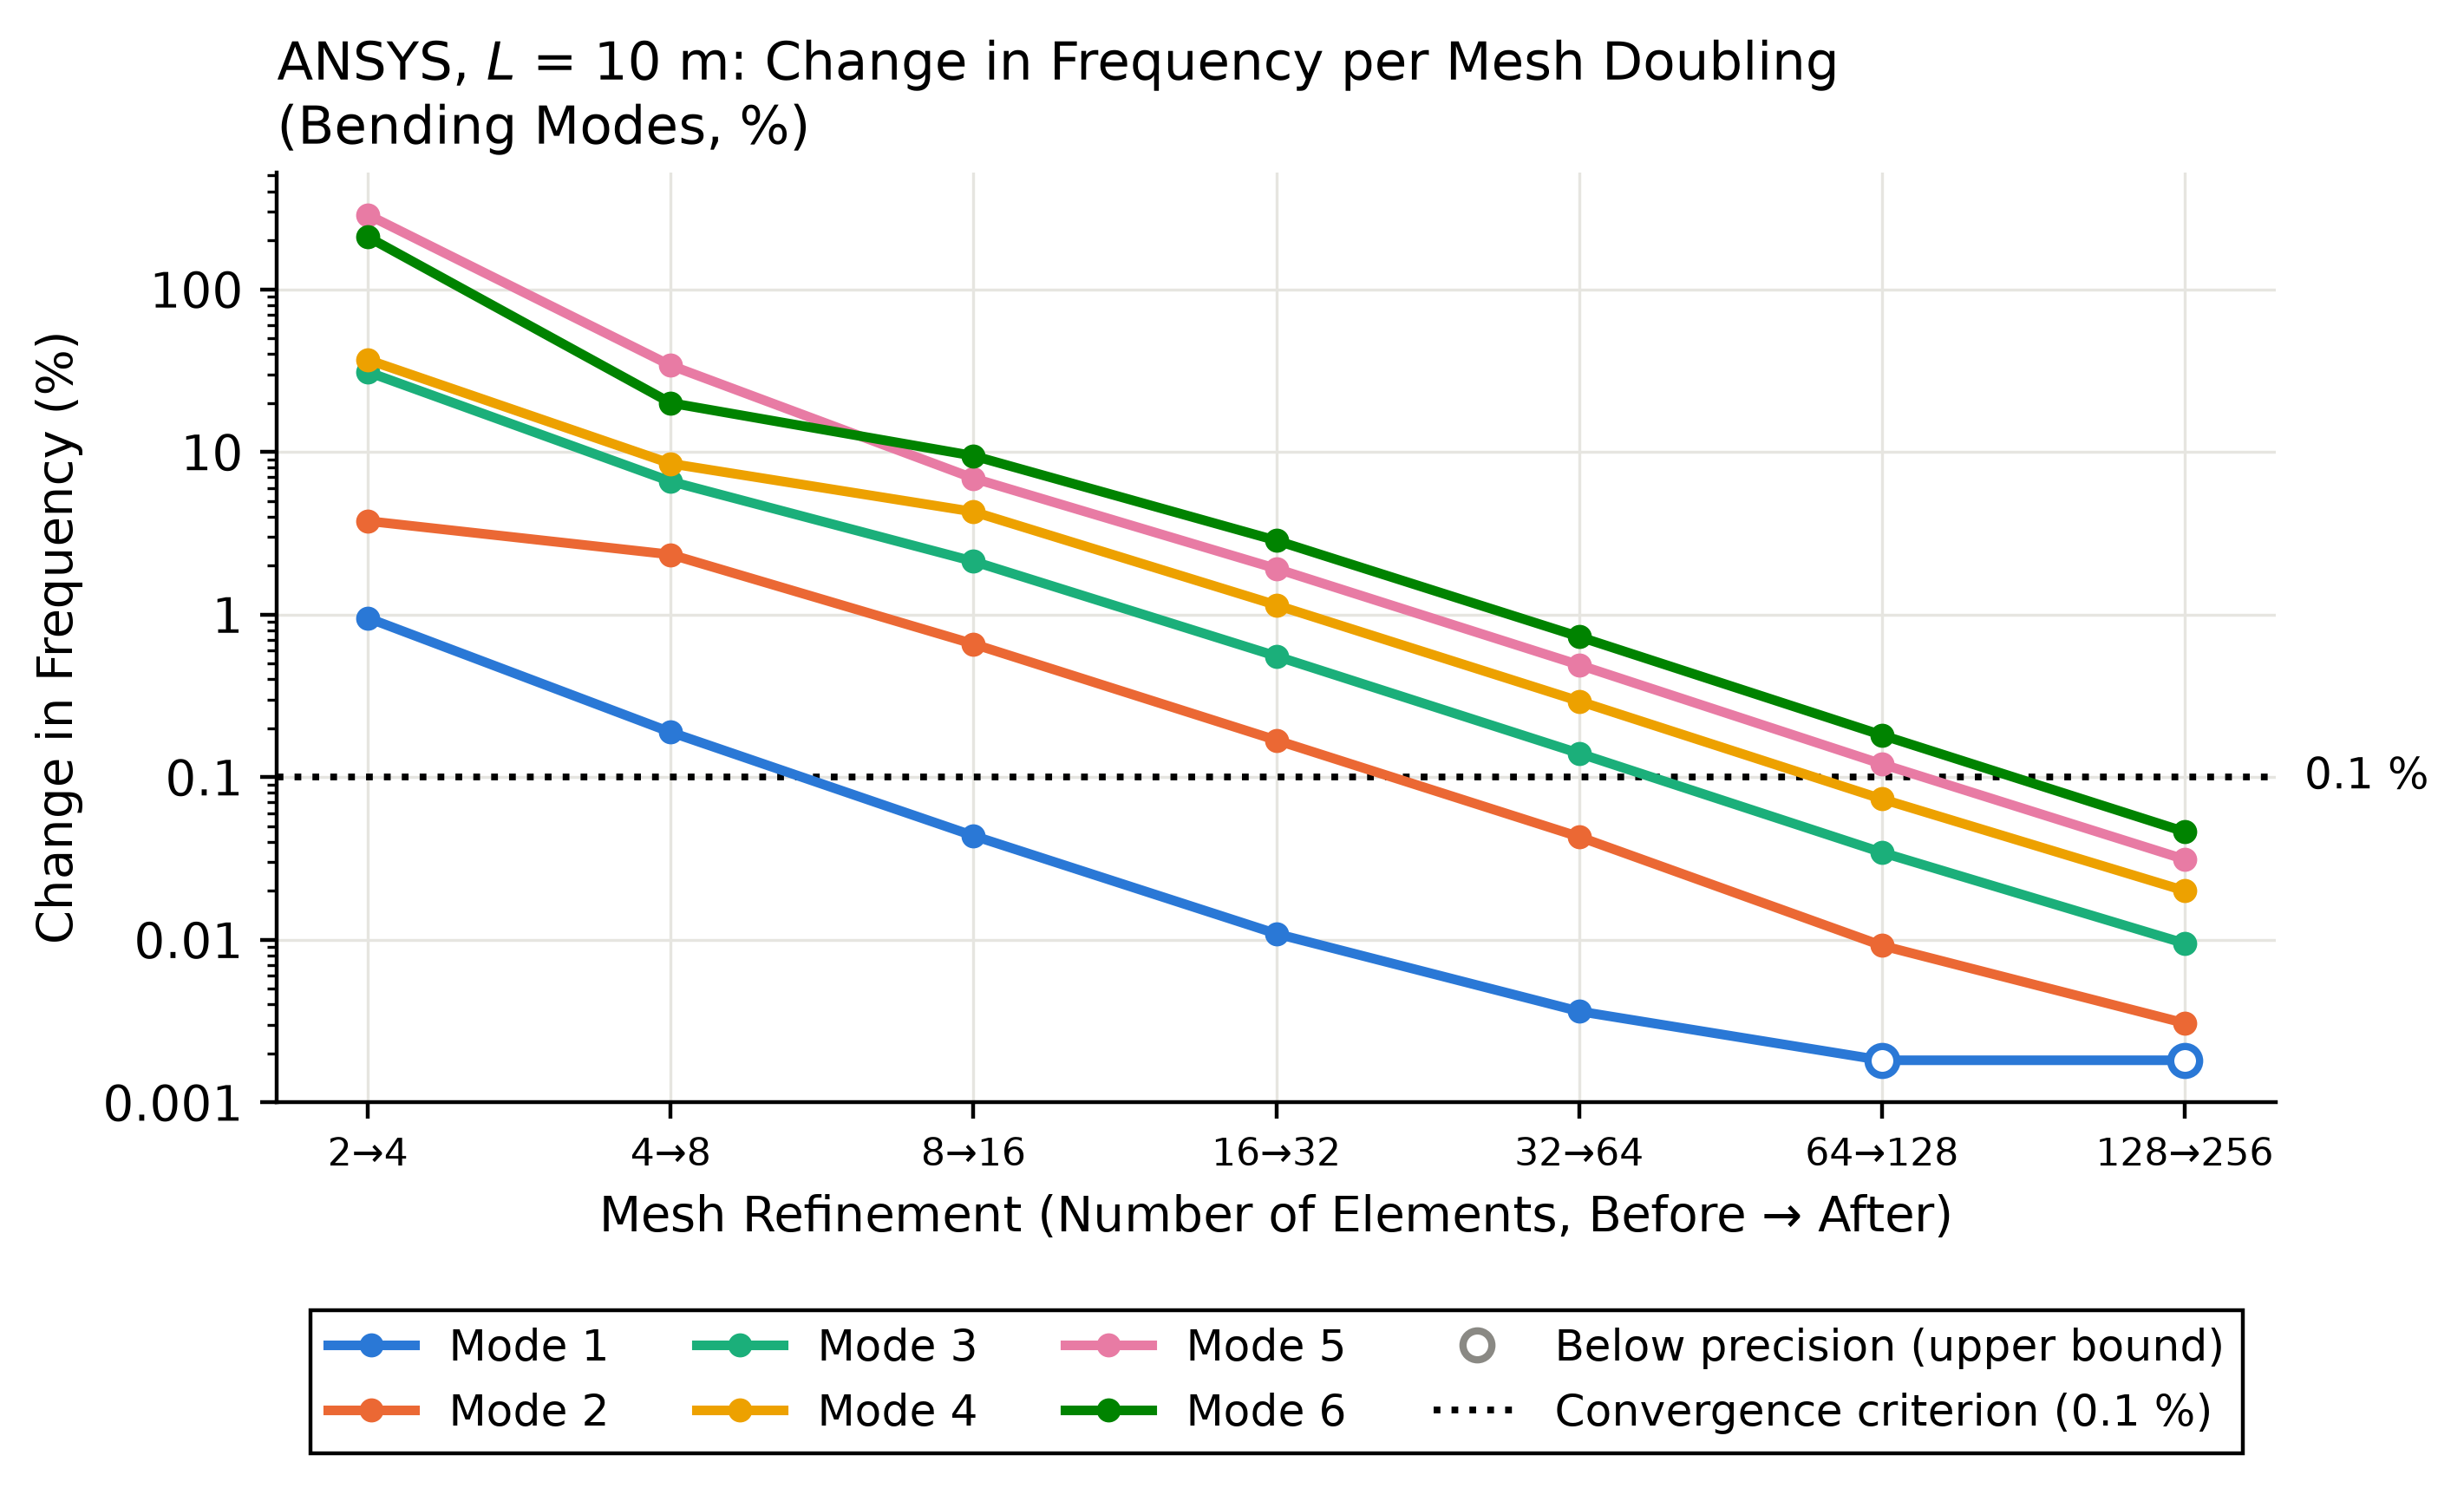 ANSYS, L = 10 m: Change in Frequency per Mesh Doubling
(Bending Modes, %)
Change in Frequency (%)
100
10
1
0.1
0.01
0.001
0.1 %
2→4
4→8
8→16
16→32
32→64
64→128
128→256
Mesh Refinement (Number of Elements, Before → After)
Mode 1
Mode 2
Mode 3
Mode 4
Mode 5
Mode 6
Below precision (upper bound)
Convergence criterion (0.1 %)